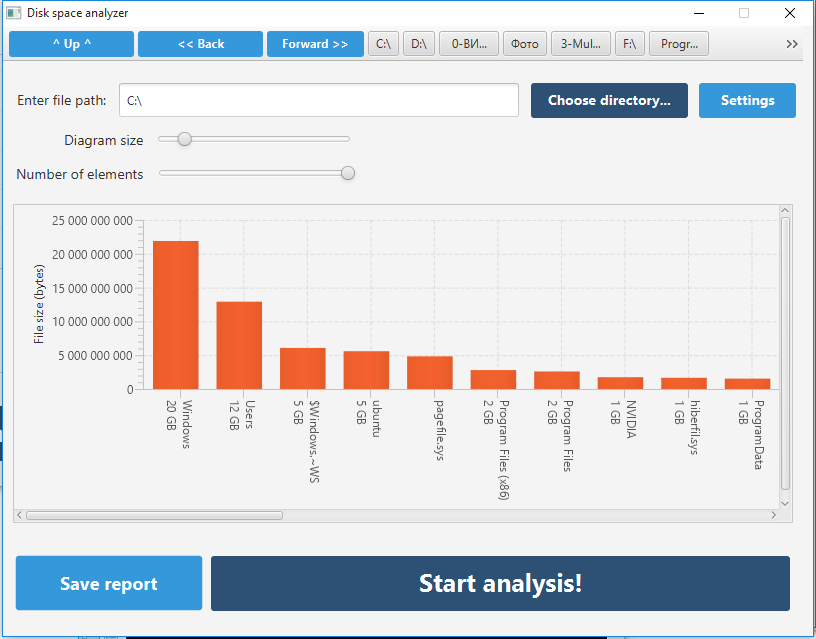 Disk space analyzer
^ Up ^ << Back Forward >> C:\ D:\ 0-ВИ... Фото 3-Mul... F:\ Progr... >>
Enter file path: C:\ Choose directory... Settings
Diagram size
Number of elements
File size (bytes)
25 000 000 000
20 000 000 000
15 000 000 000
10 000 000 000
5 000 000 000
0
Windows
20 GB
Users
12 GB
$Windows.~WS
5 GB
ubuntu
5 GB
pagefile.sys
Program Files (x86)
2 GB
Program Files
2 GB
NVIDIA
1 GB
hiberfil.sys
1 GB
ProgramData
1 GB
Save report Start analysis!